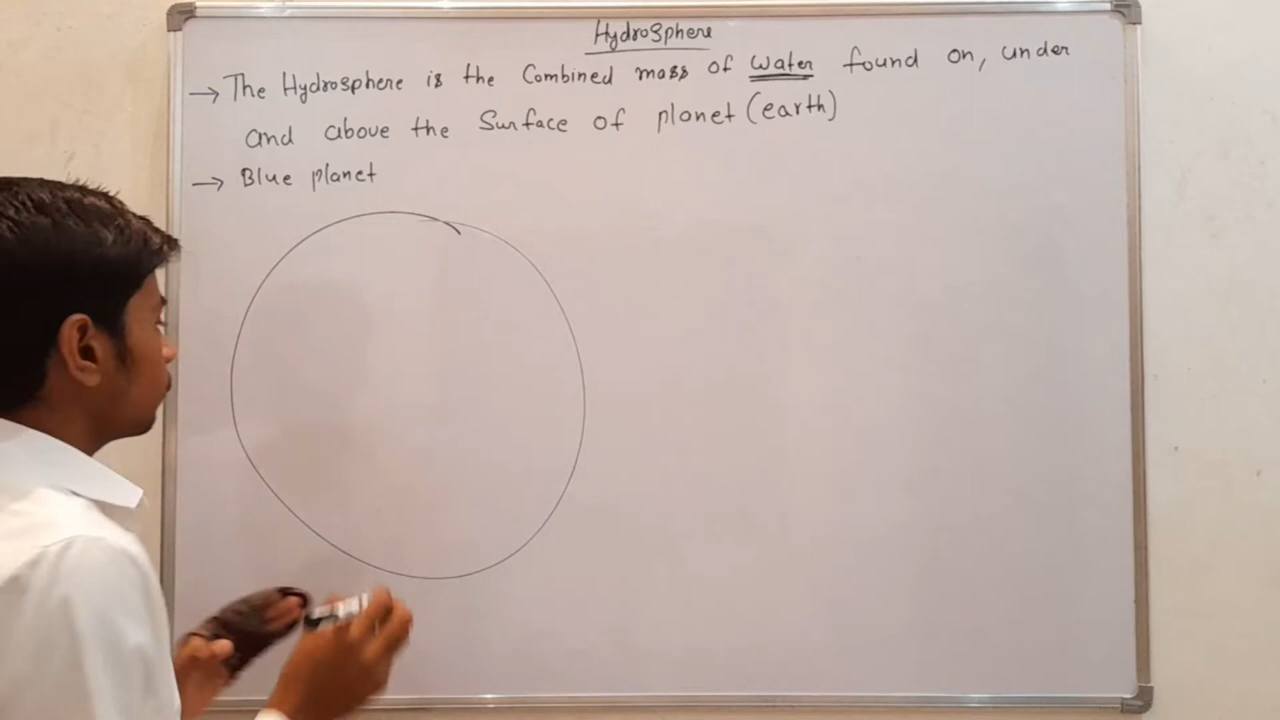 Hydrosphere
→ The Hydrosphere is the Combined mass of Water found on, under
and above the Surface of planet (earth)
→ Blue planet